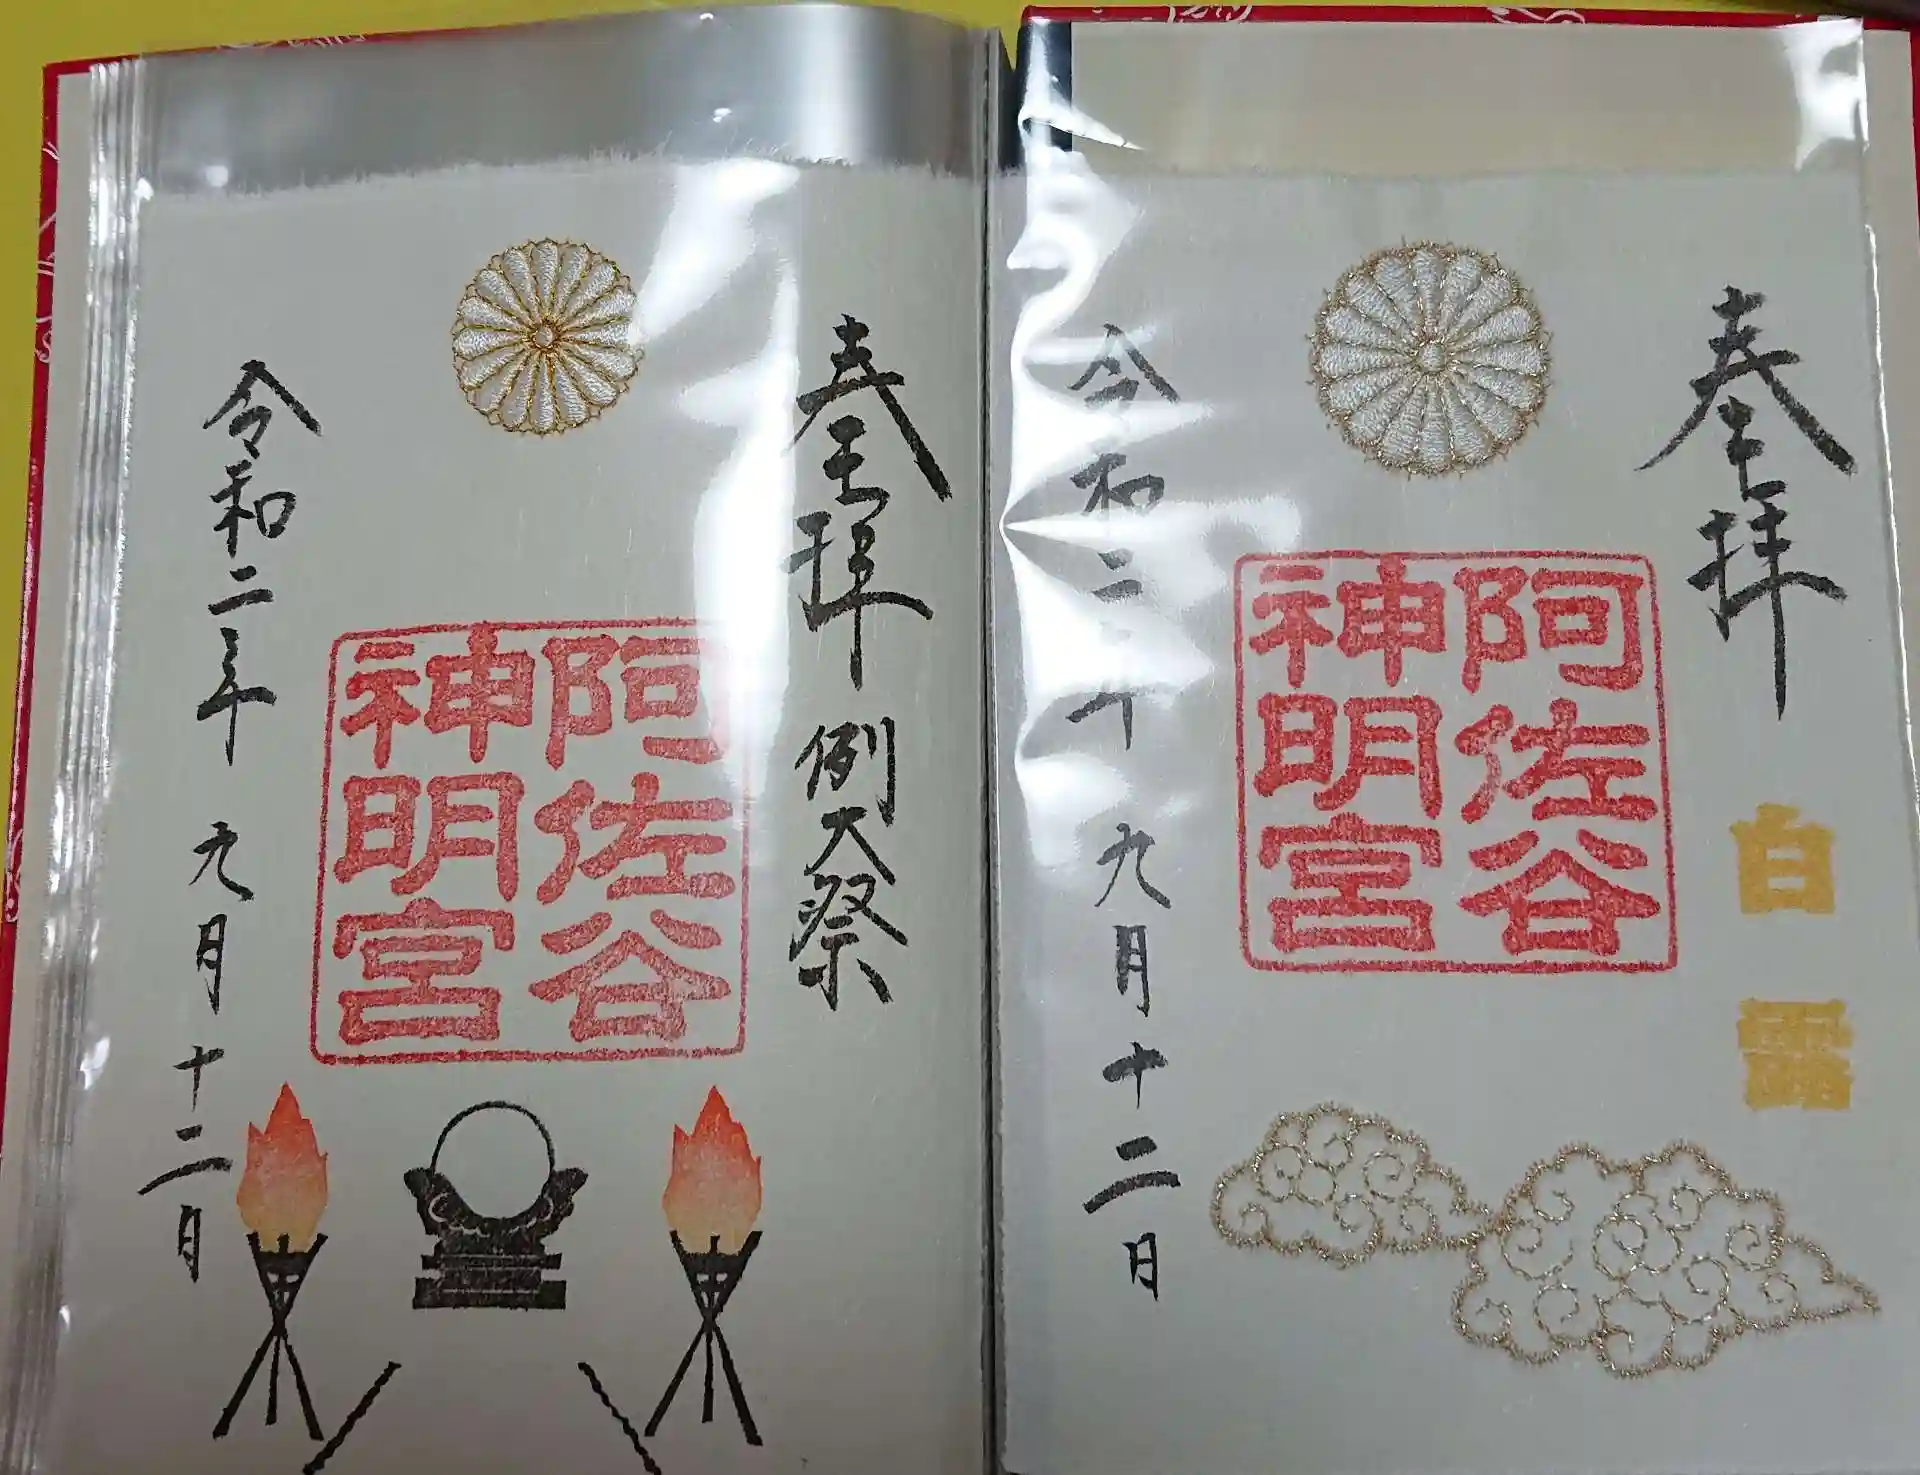 奉拝
白露
阿佐谷
神明宮
令和二年九月十二日
奉拝 例大祭
阿佐谷
神明宮
令和二年九月十二日